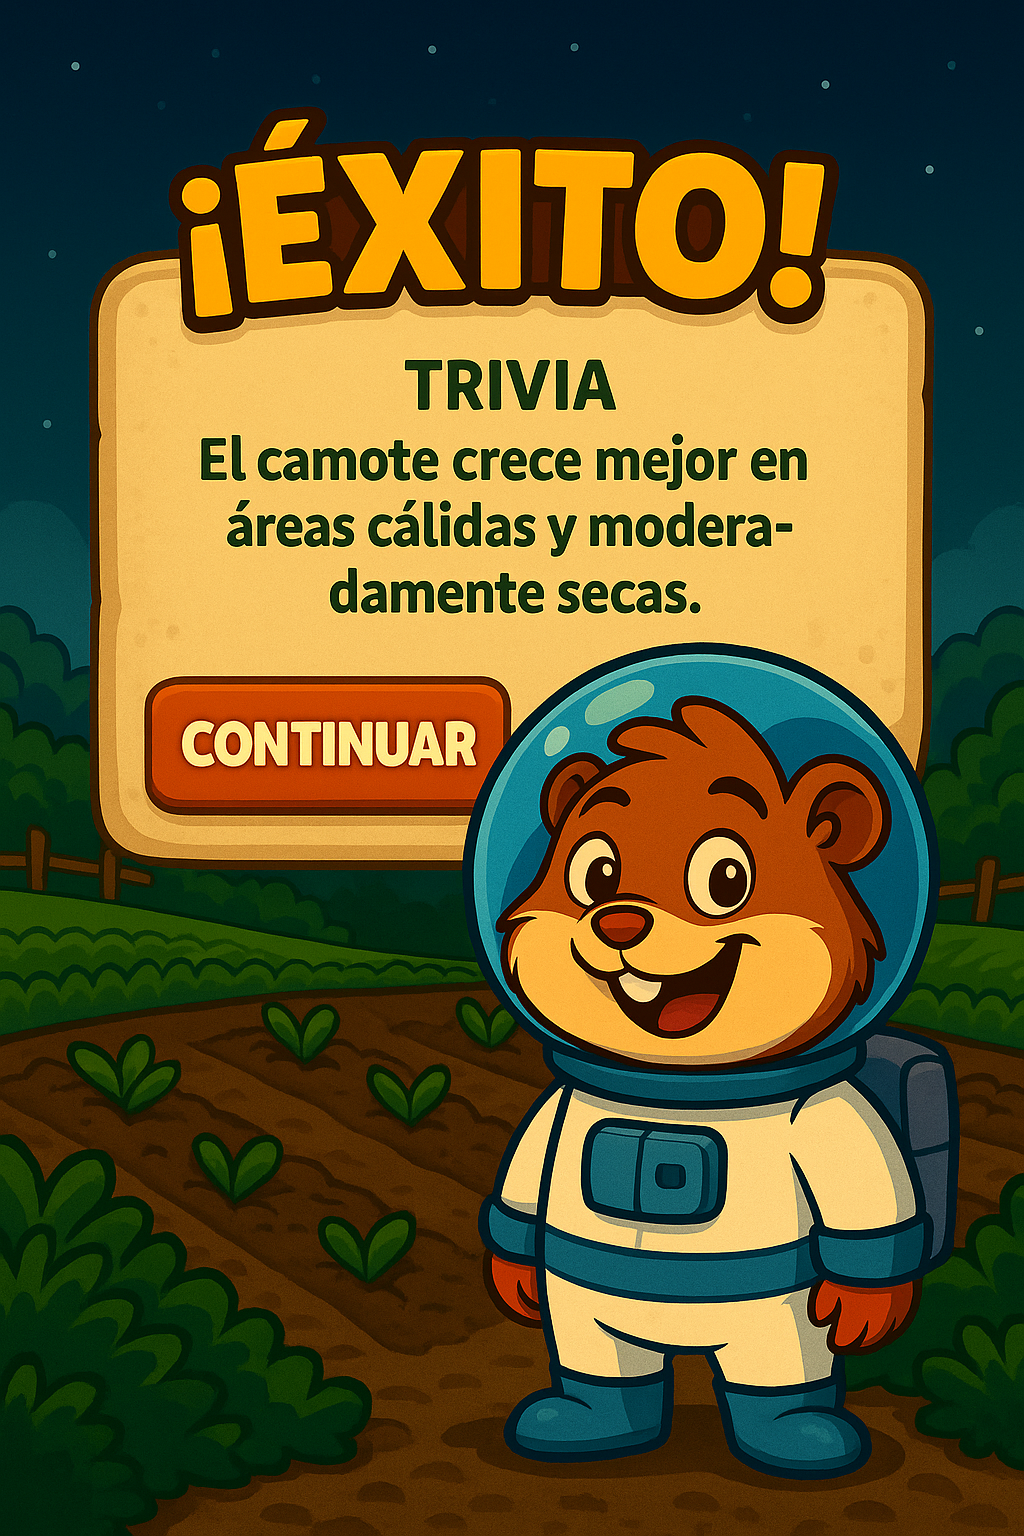 ¡ÉXITO!
TRIVIA
El camote crece mejor en
áreas cálidas y modera-
damente secas.
CONTINUAR